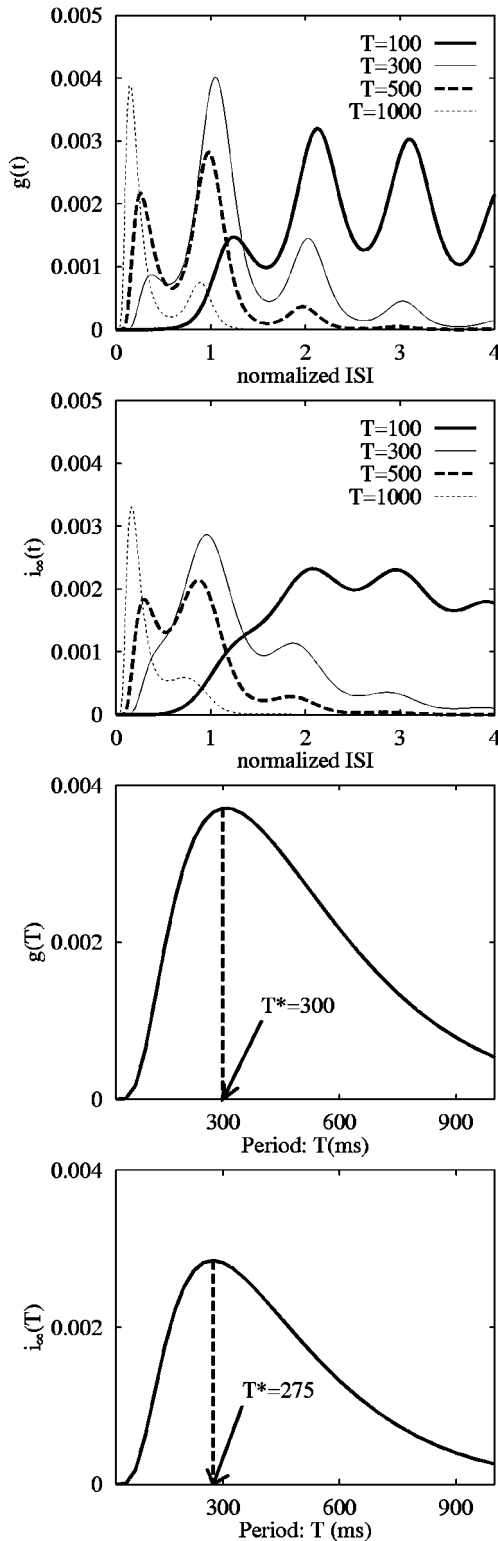 0.005
0.004
0.003
0.002
0.001
0
g(t)
T=100
T=300
T=500
T=1000
0 1 2 3 4
normalized ISI
0.005
0.004
0.003
0.002
0.001
0
i∞(t)
T=100
T=300
T=500
T=1000
0 1 2 3 4
normalized ISI
0.004
0.002
0
g(T)
T*=300
300 600 900
Period: T(ms)
0.004
0.002
0
i∞(T)
T*=275
300 600 900
Period: T (ms)